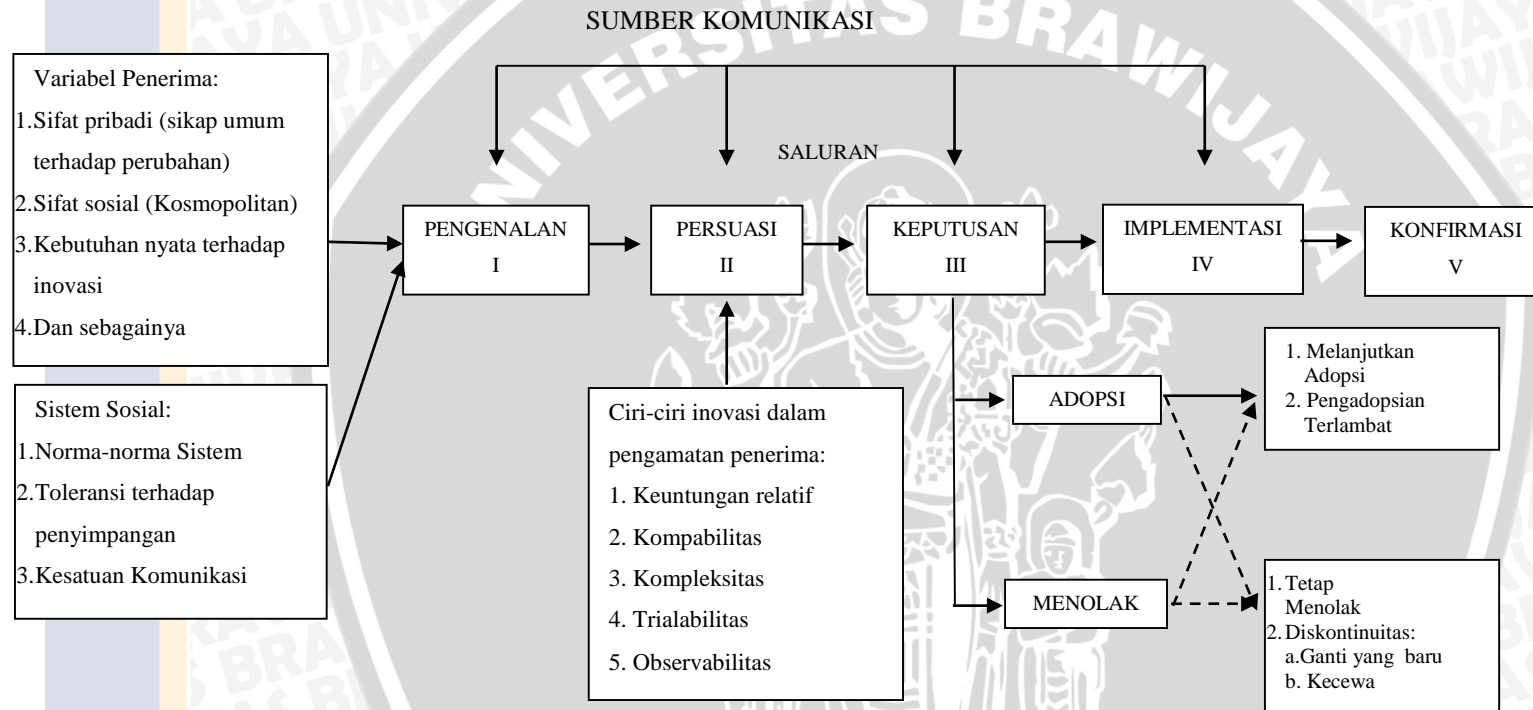 SUMBER KOMUNIKASI
UNIVERSITAS BRAWIJAYA
SALURAN
Variabel Penerima:
1.Sifat pribadi (sikap umum
terhadap perubahan)
2.Sifat sosial (Kosmopolitan)
3.Kebutuhan nyata terhadap
inovasi
4.Dan sebagainya
Sistem Sosial:
1.Norma-norma Sistem
2.Toleransi terhadap
penyimpangan
3.Kesatuan Komunikasi
PENGENALAN
I
PERSUASI
II
KEPUTUSAN
III
IMPLEMENTASI
IV
KONFIRMASI
V
Ciri-ciri inovasi dalam
pengamatan penerima:
1. Keuntungan relatif
2. Kompabilitas
3. Kompleksitas
4. Trialabilitas
5. Observabilitas
ADOPSI
MENOLAK
1. Melanjutkan
Adopsi
2. Pengadopsian
Terlambat
1. Tetap
Menolak
2. Diskontinuitas:
a.Ganti yang baru
b. Kecewa